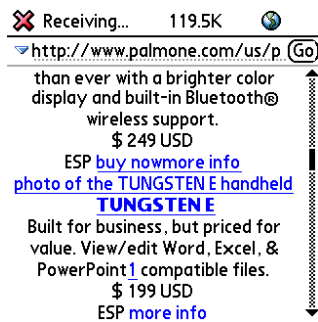 Receiving... 119.5K
http://www.palmone.com/us/p Go
than ever with a brighter color
display and built-in Bluetooth®
wireless support.
$ 249 USD
ESP buy nowmore info
photo of the TUNGSTEN E handheld
TUNGSTEN E
Built for business, but priced for
value. View/edit Word, Excel, &
PowerPoint1 compatible files.
$ 199 USD
ESP more info